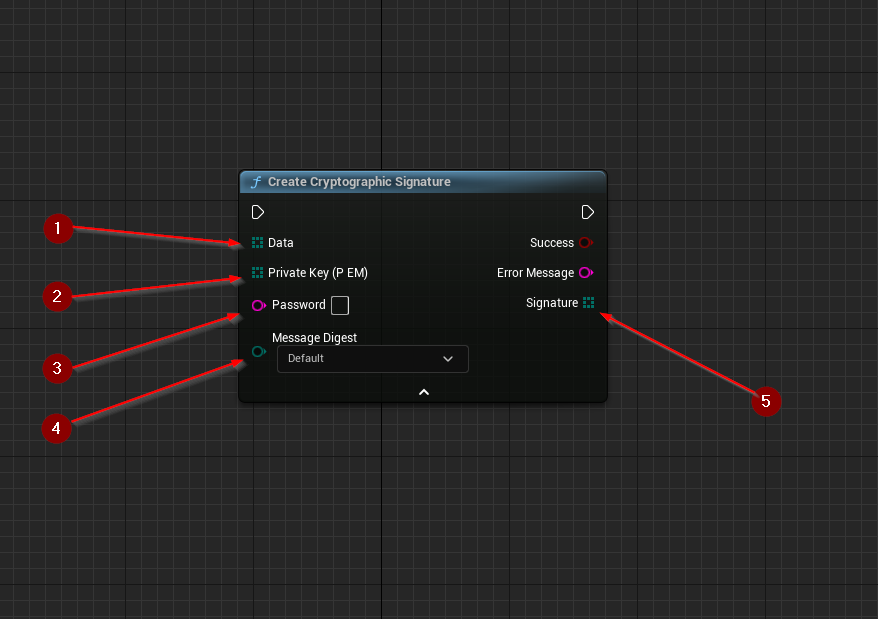 Create Cryptographic Signature
1
Data
Success
2
Private Key (P EM)
Error Message
3
Password
Signature
4
Message Digest
Default
5